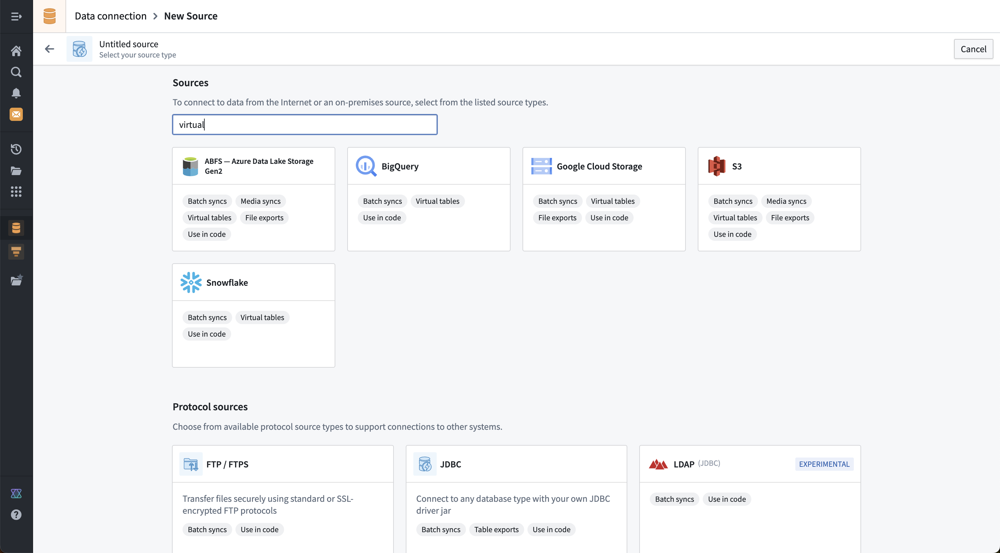 Data connection > New Source
Untitled source
Select your source type
Cancel
Sources
To connect to data from the Internet or an on-premises source, select from the listed source types.
virtual
ABFS — Azure Data Lake Storage
Gen2
Batch syncs Media syncs
Virtual tables File exports
Use in code
BigQuery
Batch syncs Virtual tables
Use in code
Google Cloud Storage
Batch syncs Virtual tables
File exports Use in code
S3
Batch syncs Media syncs
Virtual tables File exports
Use in code
Snowflake
Batch syncs Virtual tables
Use in code
Protocol sources
Choose from available protocol source types to support connections to other systems.
FTP / FTPS
Transfer files securely using standard or SSL-
encrypted FTP protocols
Batch syncs Use in code
JDBC
Connect to any database type with your own JDBC
driver jar
Batch syncs Table exports Use in code
LDAP (JDBC) EXPERIMENTAL
Batch syncs Use in code